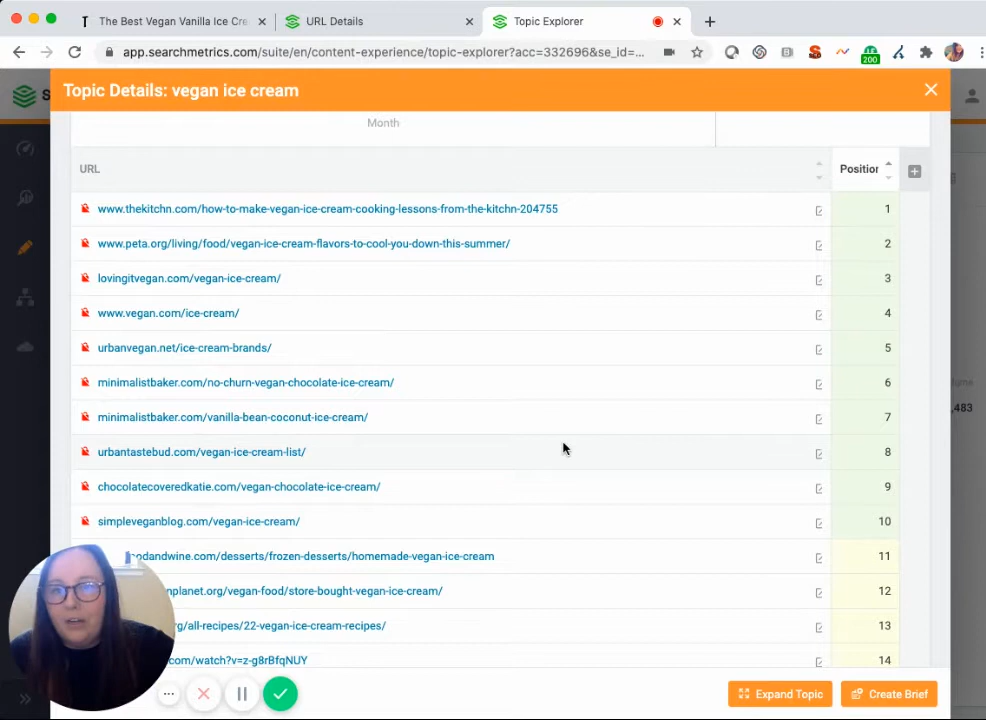 The Best Vegan Vanilla Ice Cre
URL Details
Topic Explorer
app.searchmetrics.com/suite/en/content-experience/topic-explorer?acc=332696&se_id=...
200
Topic Details: vegan ice cream
Month
URL
Position
www.thekitchn.com/how-to-make-vegan-ice-cream-cooking-lessons-from-the-kitchn-204755
1
www.peta.org/living/food/vegan-ice-cream-flavors-to-cool-you-down-this-summer/
2
lovingitvegan.com/vegan-ice-cream/
3
www.vegan.com/ice-cream/
4
urbanvegan.net/ice-cream-brands/
5
,483
minimalistbaker.com/no-churn-vegan-chocolate-ice-cream/
6
minimalistbaker.com/vanilla-bean-coconut-ice-cream/
7
urbantastebud.com/vegan-ice-cream-list/
8
chocolatecoveredkatie.com/vegan-chocolate-ice-cream/
9
simpleveganblog.com/vegan-ice-cream/
10
odandwine.com/desserts/frozen-desserts/homemade-vegan-ice-cream
11
nplanet.org/vegan-food/store-bought-vegan-ice-cream/
12
rg/all-recipes/22-vegan-ice-cream-recipes/
13
com/watch?v=z-g8rBfqNUY
14
Expand Topic
Create Brief